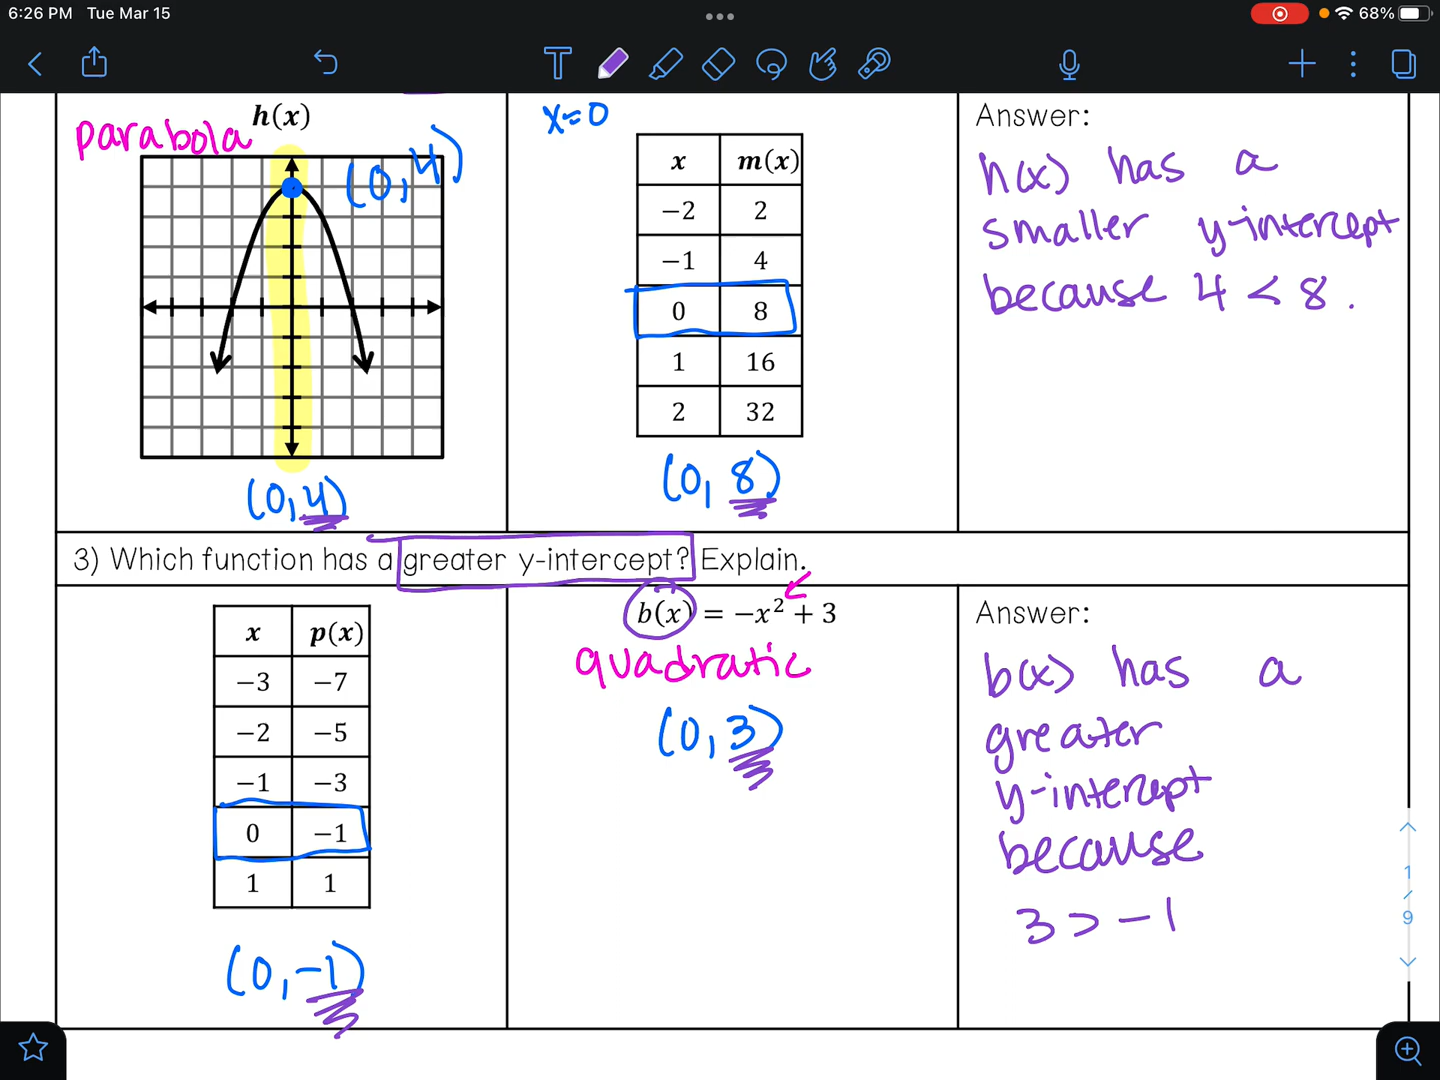 6:26 PM Tue Mar 15
68%
parabola
h(x)
(0,4)
(0,4)
x=0
x m(x)
−2 2
−1 4
0 8
1 16
2 32
(0, 8)
Answer:
h(x) has a
smaller y-intercept
because 4 < 8.
3) Which function has a greater y-intercept? Explain.
x p(x)
−3 −7
−2 −5
−1 −3
0 −1
1 1
(0,-1)
b(x) = −x² + 3
quadratic
(0, 3)
Answer:
b(x) has a
greater
y-intercept
because
3 > -1
1
/
9